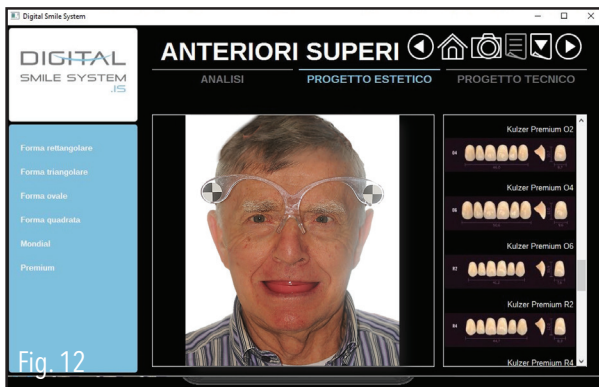 Digital Smile System
DIGITAL
SMILE SYSTEM
.IS
ANTERIORI SUPERI
ANALISI
PROGETTO ESTETICO
PROGETTO TECNICO
Forma rettangolare
Forma triangolare
Forma ovale
Forma quadrata
Mondial
Premium
Kulzer Premium O2
Kulzer Premium O4
Kulzer Premium O6
R2
Kulzer Premium R2
R4
Kulzer Premium R4
Fig. 12